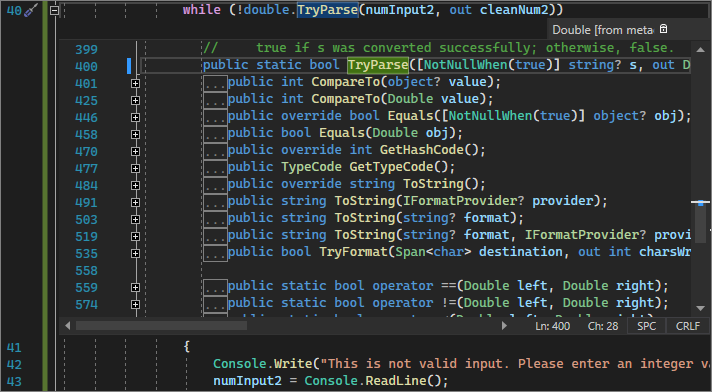 40 while (!double.TryParse(numInput2, out cleanNum2))
Double [from meta
399 // true if s was converted successfully; otherwise, false.
400 public static bool TryParse([NotNullWhen(true)] string? s, out D
401 ...public int CompareTo(object? value);
425 ...public int CompareTo(Double value);
446 ...public override bool Equals([NotNullWhen(true)] object? obj);
458 ...public bool Equals(Double obj);
470 ...public override int GetHashCode();
477 ...public TypeCode GetTypeCode();
484 ...public override string ToString();
491 ...public string ToString(IFormatProvider? provider);
503 ...public string ToString(string? format);
519 ...public string ToString(string? format, IFormatProvider? provi
535 ...public bool TryFormat(Span<char> destination, out int charsWr
558
559 ...public static bool operator ==(Double left, Double right);
574 ...public static bool operator !=(Double left, Double right);
Ln: 400 Ch: 28 SPC CRLF
41 {
42 Console.Write("This is not valid input. Please enter an integer va
43 numInput2 = Console.ReadLine();